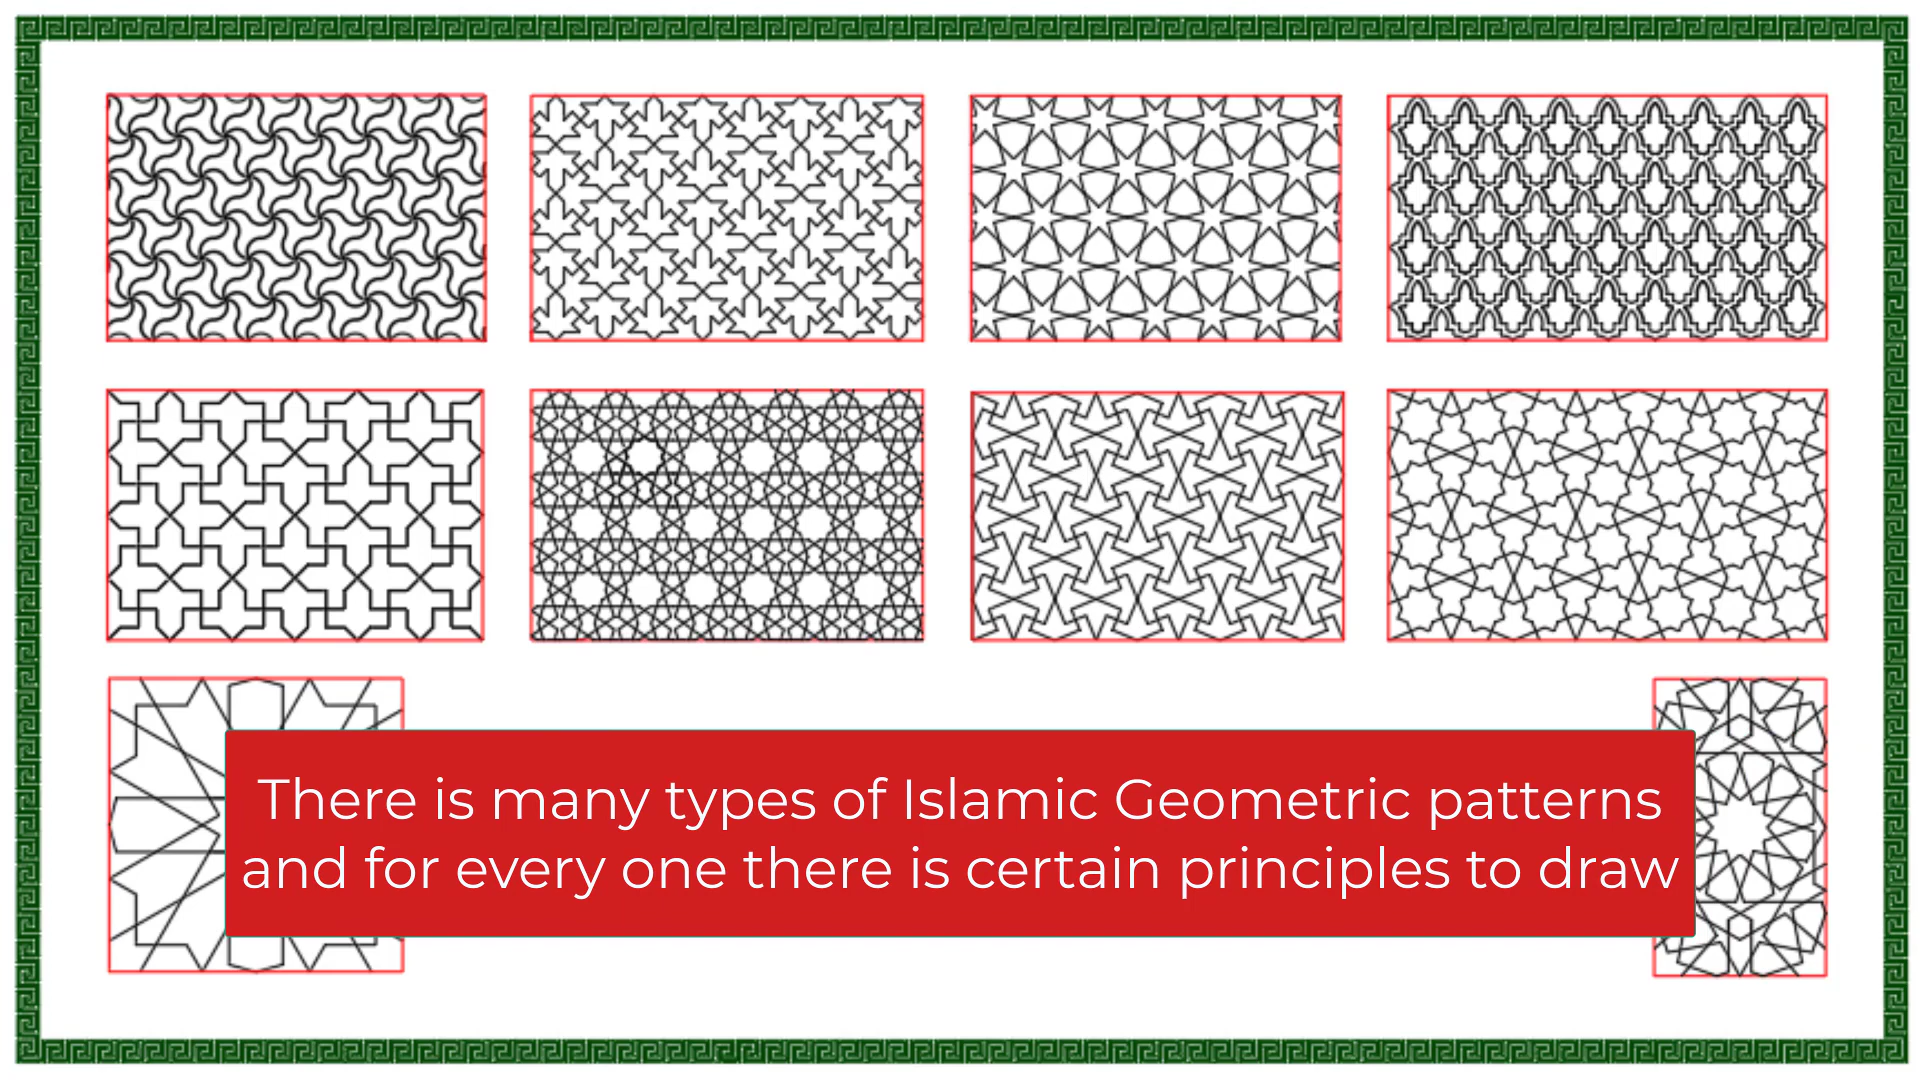 There is many types of Islamic Geometric patterns
and for every one there is certain principles to draw